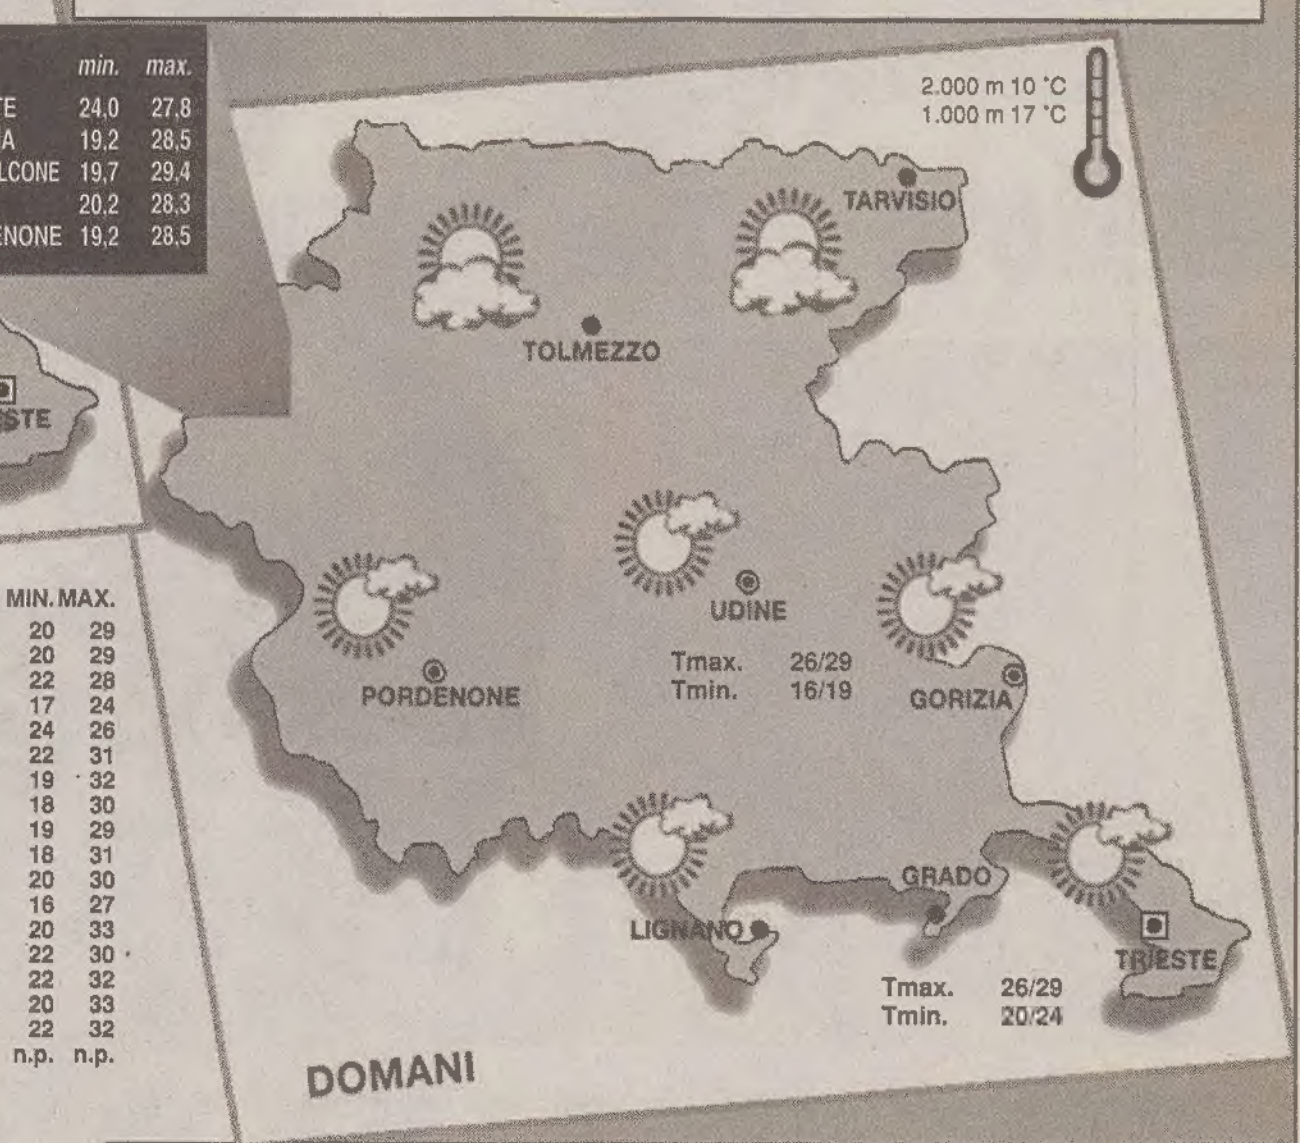 min. max.
TE 24,0 27,8
A 19,2 28,5
LCONE 19,7 29,4
20,2 28,3
ENONE 19,2 28,5
2.000 m 10 °C
1.000 m 17 °C
TARVISIO
TOLMEZZO
STE
UDINE
Tmax. 26/29
Tmin. 16/19
PORDENONE
GORIZIA
MIN. MAX.
20 29
20 29
22 28
17 24
24 26
22 31
19 32
18 30
19 29
18 31
20 30
16 27
20 33
22 30
22 32
20 33
22 32
n.p. n.p.
GRADO
LIGNANO
TRIESTE
Tmax. 26/29
Tmin. 20/24
DOMANI